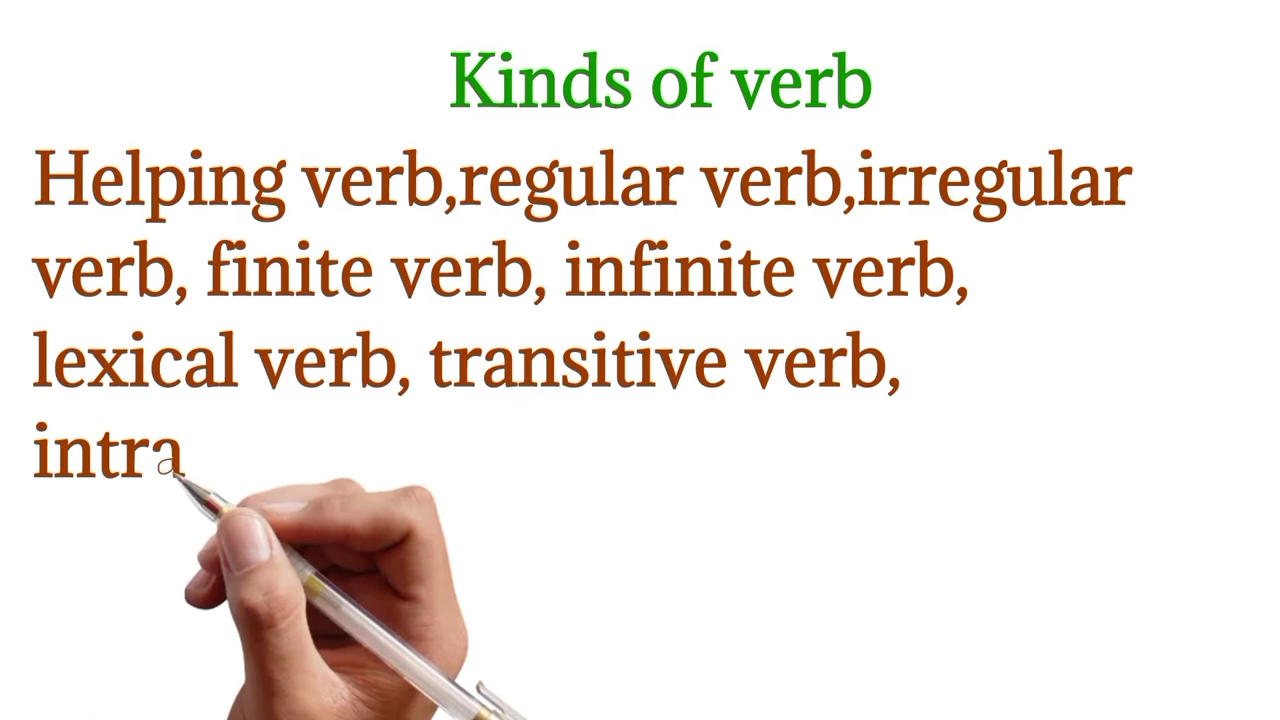 Kinds of verb
Helping verb,regular verb,irregular
verb, finite verb, infinite verb,
lexical verb, transitive verb,
intra